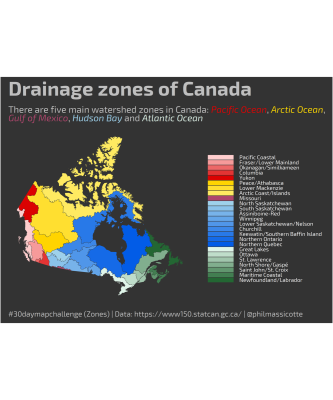 Drainage zones of Canada
There are five main watershed zones in Canada: Pacific Ocean, Arctic Ocean,
Gulf of Mexico, Hudson Bay and Atlantic Ocean
Pacific Coastal
Fraser/Lower Mainland
Okanagan/Similkameen
Columbia
Yukon
Peace/Athabasca
Lower Mackenzie
Arctic Coast/Islands
Missouri
North Saskatchewan
South Saskatchewan
Assiniboine-Red
Winnipeg
Lower Saskatchewan/Nelson
Churchill
Keewatin/Southern Baffin Island
Northern Ontario
Northern Quebec
Great Lakes
Ottawa
St. Lawrence
North Shore/Gaspé
Saint John/St. Croix
Maritime Coastal
Newfoundland/Labrador
#30daymapchallenge (Zones) | Data: https://www150.statcan.gc.ca/ | @philmassicotte